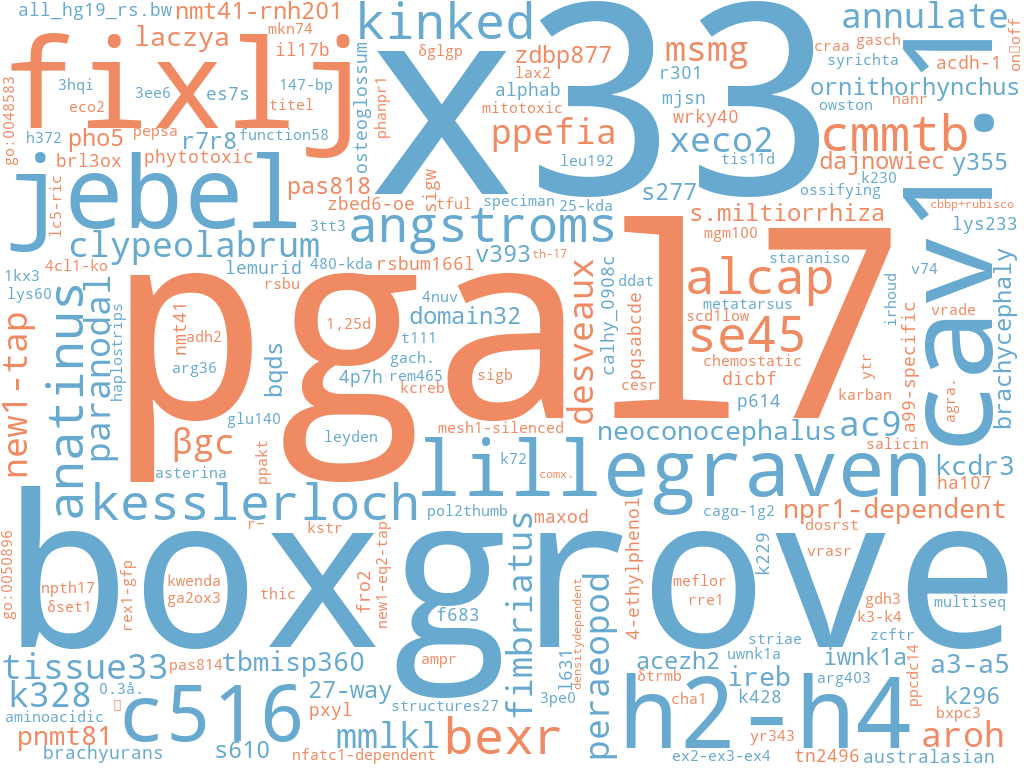 all_hg19_rs.bw
nmt41-rnh201
kinked
x33
annulate
1
on▯off
fixlj
laczya
mkn74
il17b
δglgp
zdbp877
msmg
craa
gasch
syrichta
acdh-1
go:0048583
3hqi
eco2
3ee6
es7s
147-bp
titel
phanpr1
osteoglossum
lax2
alphab
mitotoxic
r301
mjsn
wrky40
ornithorhynchus
owston
nanr
h372
pho5
pepsa
r7r8
function58
ppefia
xeco2
cmmtb
brl3ox
phytotoxic
leu192
tis11d
dajnowiec
y355
jebel
lc5-ric
pas818
sigw
s277
ossifying
k230
cbbp+rubisco
zbed6-oe
tful
speciman
25-kda
s.miltiorrhiza
lys233
clypeolabrum
3tt3
angstroms
mgm100
cav1
1kx3
4cl1-ko
lemurid
480-kda
rsbum166l
v393
th-17
staraniso
v74
lys60
rsbu
ddat
alcap
irhoud
brachycephaly
anatinus
paranodal
haplostrips
pgal7
nmt41
adh2
1,25d
4nuv
domain32
desveaux
calhy_0908c
spqsabcde
metatarsus
scd1low
vrade
new1-tap
arg36
bqds
t111
gach.
se45
a99-specific
4p7h
rem465
sigb
chemostatic
ytr
kcreb
cesr
dicbf
karban
agra.
glu140
p614
βgc
leyden
mesh1-silenced
neoconocephalus
ac9
ppakt
salicin
asterina
k72
comx.
lillegraven
kcdr3
ha107
kesslerloch
pol2thumb
cagα-1g2
npr1-dependent
r=
kstr
fimbriatus
maxod
dosrst
go:0050896
boxgrove
new1-eq2-tap
4-ethylphenol
k229
vrasr
npth17
δset1
rex1-gfp
kwenda
ga2ox3
thic
fro2
densitydependent
meflor
rre1
gdh3
multiseq
f683
peraeopod
k3-k4
zcftr
striae
tissue33
pas814
tbmisp360
ampr
uwnk1a
acezh2
iwnk1a
a3-a5
l631
δtrmb
ireb
arg403
ppcdc14
k328
0.3å.
27-way
3pe0
cha1
k428
k296
c516
pxyl
structures27
h2-h4
aminoacidic
bxpc3
pnmt81
mmlkl
bexr
yr343
aroh
brachyurans
s610
nfatc1-dependent
ex2-ex3-ex4
tn2496
australasian